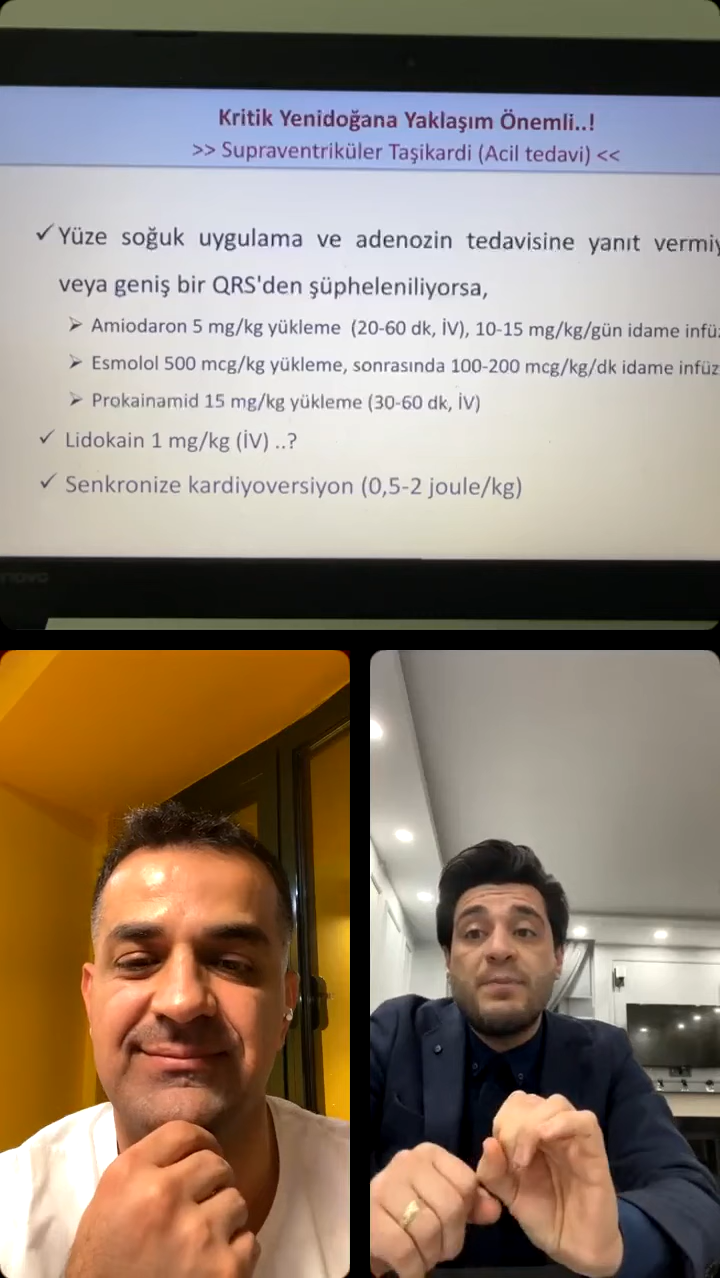 Kritik Yenidoğana Yaklaşım Önemli..!
>> Supraventriküler Taşikardi (Acil tedavi) <<
✓ Yüze soğuk uygulama ve adenozin tedavisine yanıt vermiy
veya geniş bir QRS'den şüpheleniliyorsa,
➢ Amiodaron 5 mg/kg yükleme (20-60 dk, İV), 10-15 mg/kg/gün idame infüz
➢ Esmolol 500 mcg/kg yükleme, sonrasında 100-200 mcg/kg/dk idame infüz
➢ Prokainamid 15 mg/kg yükleme (30-60 dk, İV)
✓ Lidokain 1 mg/kg (İV) ..?
✓ Senkronize kardiyoversiyon (0,5-2 joule/kg)